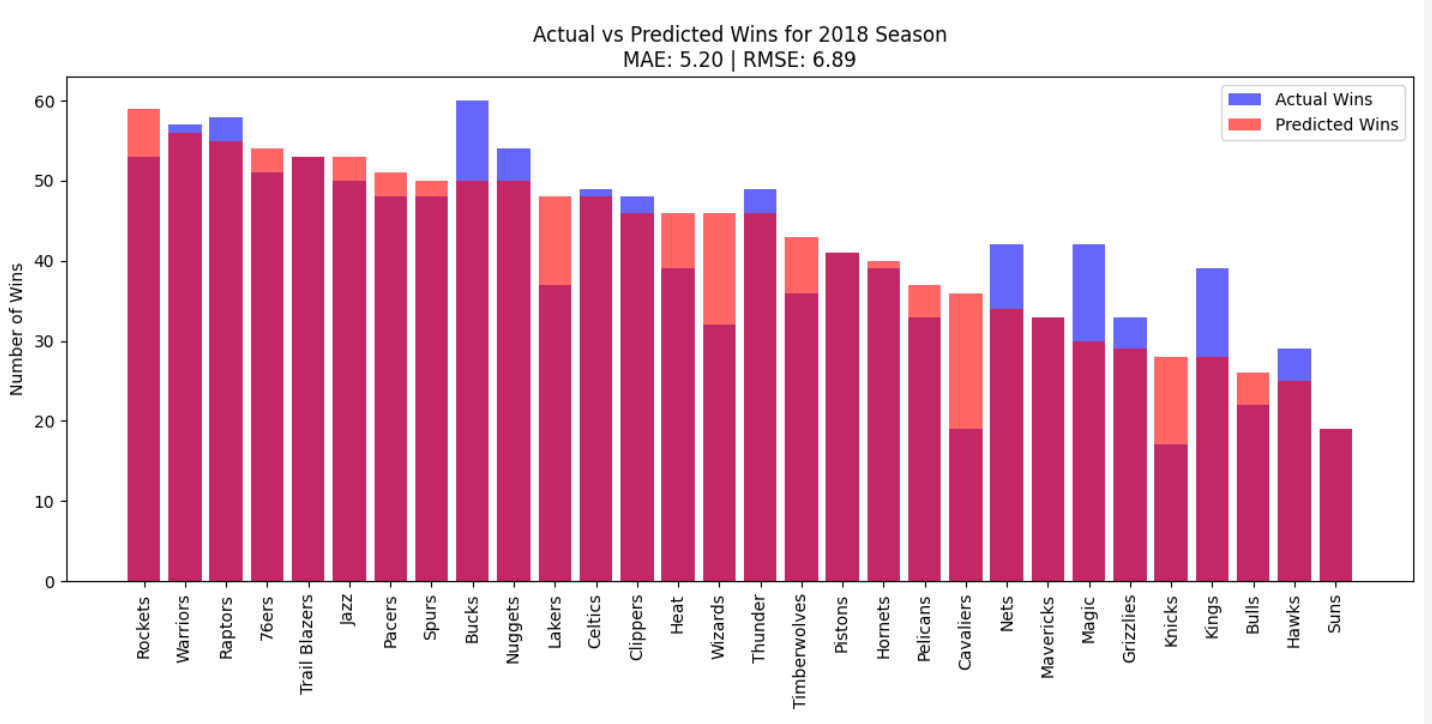 Actual vs Predicted Wins for 2018 Season
MAE: 5.20 | RMSE: 6.89
Actual Wins
Predicted Wins
Number of Wins
60
50
40
30
20
10
0
Rockets
Warriors
Raptors
76ers
Trail Blazers
Jazz
Pacers
Spurs
Bucks
Nuggets
Lakers
Celtics
Clippers
Heat
Wizards
Thunder
Timberwolves
Pistons
Hornets
Pelicans
Cavaliers
Nets
Mavericks
Magic
Grizzlies
Knicks
Kings
Bulls
Hawks
Suns